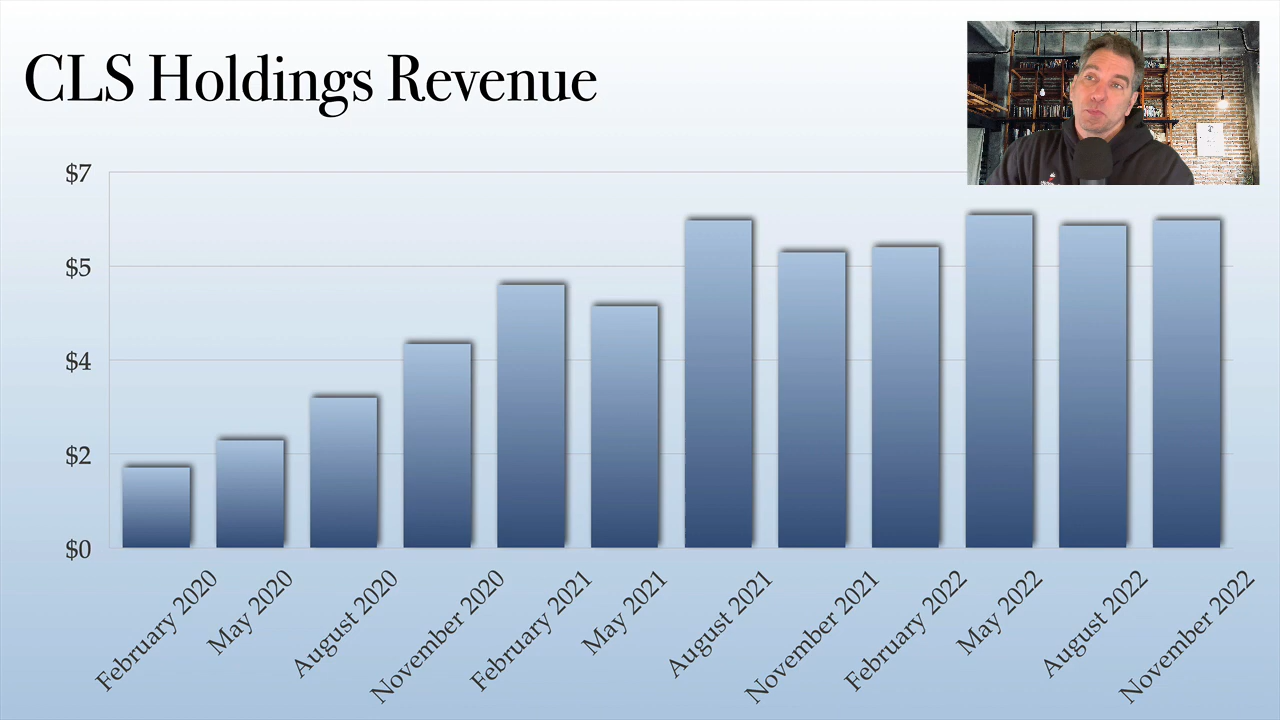 CLS Holdings Revenue
$7
$5
$4
$2
$0
February 2020
May 2020
August 2020
November 2020
February 2021
May 2021
August 2021
November 2021
February 2022
May 2022
August 2022
November 2022